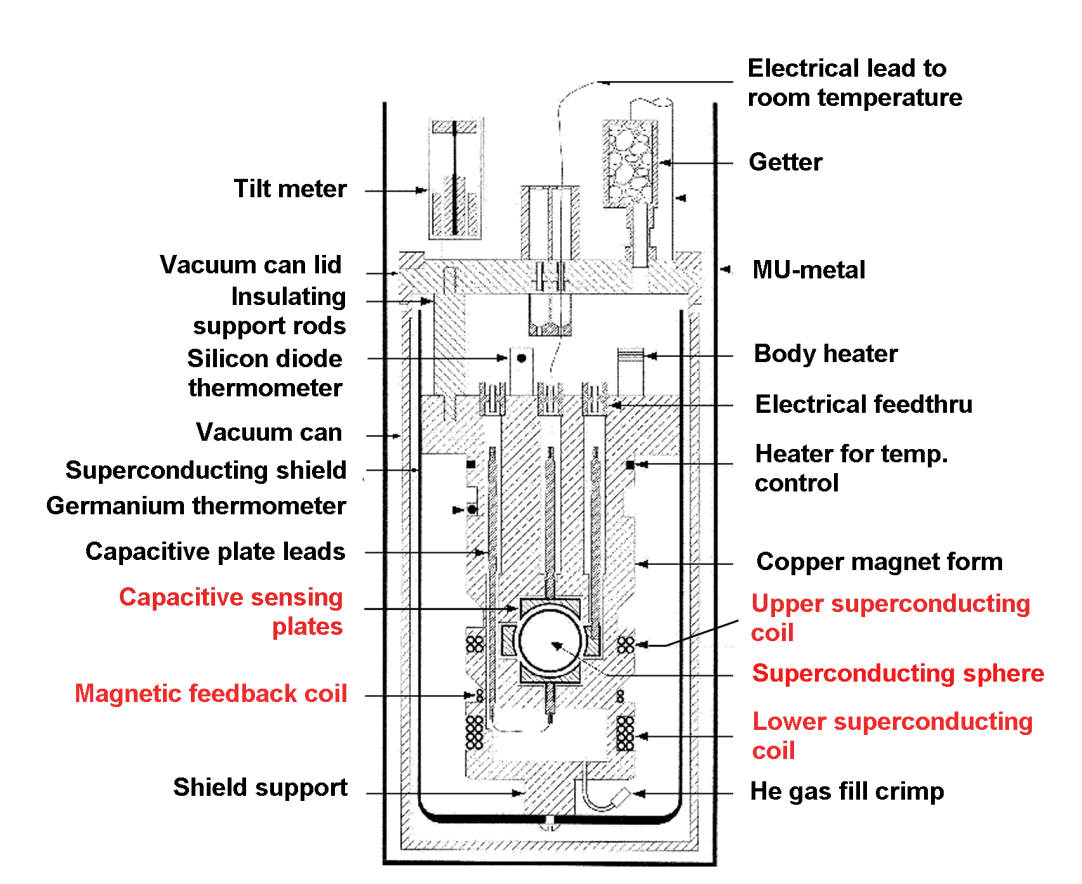 Electrical lead to
room temperature
Getter
Tilt meter
Vacuum can lid
MU-metal
Insulating
support rods
Silicon diode
thermometer
Body heater
Electrical feedthru
Vacuum can
Heater for temp.
control
Superconducting shield
Germanium thermometer
Capacitive plate leads
Copper magnet form
Capacitive sensing
plates
Upper superconducting
coil
Superconducting sphere
Magnetic feedback coil
Lower superconducting
coil
Shield support
He gas fill crimp